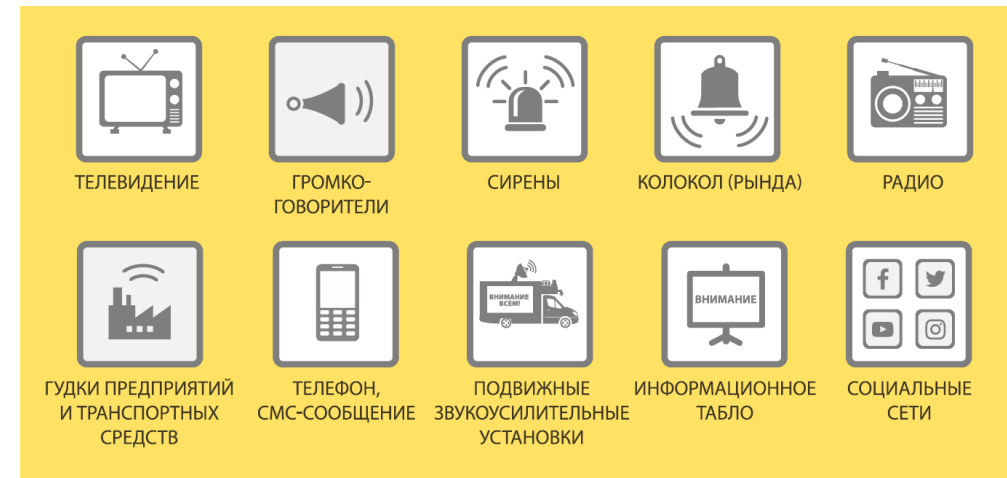 ТЕЛЕВИДЕНИЕ
ГРОМКО-
ГОВОРИТЕЛИ
СИРЕНЫ
КОЛОКОЛ (РЫНДА)
РАДИО
ГУДКИ ПРЕДПРИЯТИЙ
И ТРАНСПОРТНЫХ
СРЕДСТВ
ТЕЛЕФОН,
СМС-СООБЩЕНИЕ
ВНИМАНИЕ
ВСЕМ!
ПОДВИЖНЫЕ
ЗВУКОУСИЛИТЕЛЬНЫЕ
УСТАНОВКИ
ВНИМАНИЕ
ИНФОРМАЦИОННОЕ
ТАБЛО
СОЦИАЛЬНЫЕ
СЕТИ